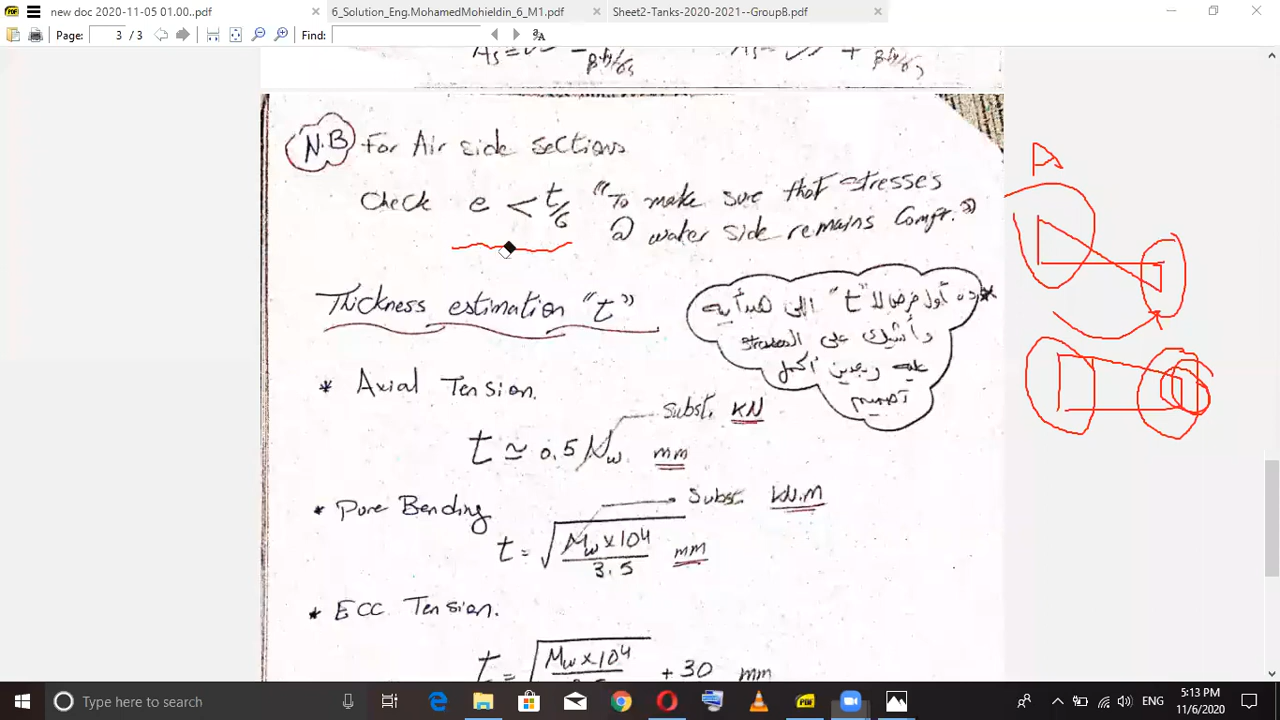 new doc 2020-11-05 01.00..pdf
6_Solution_Eng.MohamedMohieldin_6_M1.pdf
Sheet2-Tanks-2020-2021--GroupB.pdf
Page: 3 / 3
Find:
N.B For Air side sections
Check e < t/6 "To make sure that stresses
@ water side remains Compr."
A
Thickness estimation "t"
* Axial Tension.
subst. KN
t ≃ 0.5 Nw mm
* Pure Bending
Subst. KN.M
t = √(Mw x 10⁴ / 3.5) mm
* ECC Tension.
t = √(Mw x 10⁴
+ 30 mm
Type here to search
ENG
5:13 PM
11/6/2020